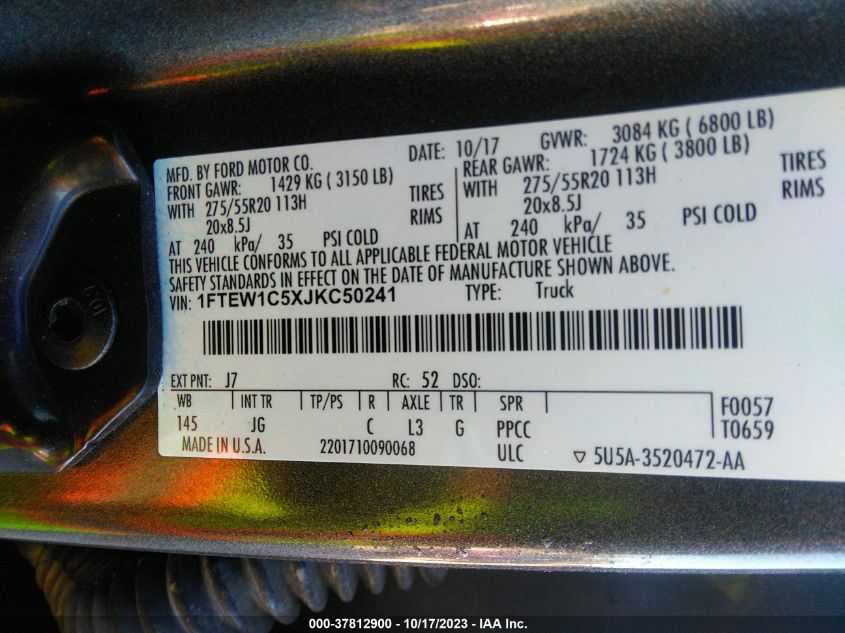 MFD. BY FORD MOTOR CO. DATE: 10/17 GVWR: 3084 KG ( 6800 LB)
FRONT GAWR: 1429 KG ( 3150 LB) REAR GAWR: 1724 KG ( 3800 LB)
WITH 275/55R20 113H TIRES WITH 275/55R20 113H TIRES
20x8.5J RIMS 20x8.5J RIMS
AT 240 kPa/ 35 PSI COLD AT 240 kPa/ 35 PSI COLD
THIS VEHICLE CONFORMS TO ALL APPLICABLE FEDERAL MOTOR VEHICLE
SAFETY STANDARDS IN EFFECT ON THE DATE OF MANUFACTURE SHOWN ABOVE.
VIN: 1FTEW1C5XJKC50241 TYPE: Truck
EXT PNT: J7 RC: 52 DSO:
WB INT TR TP/PS R AXLE TR SPR F0057
145 JG C L3 G PPCC T0659
MADE IN U.S.A. 2201710090068 ULC ▽ 5U5A-3520472-AA
000-37812900 - 10/17/2023 - IAA Inc.